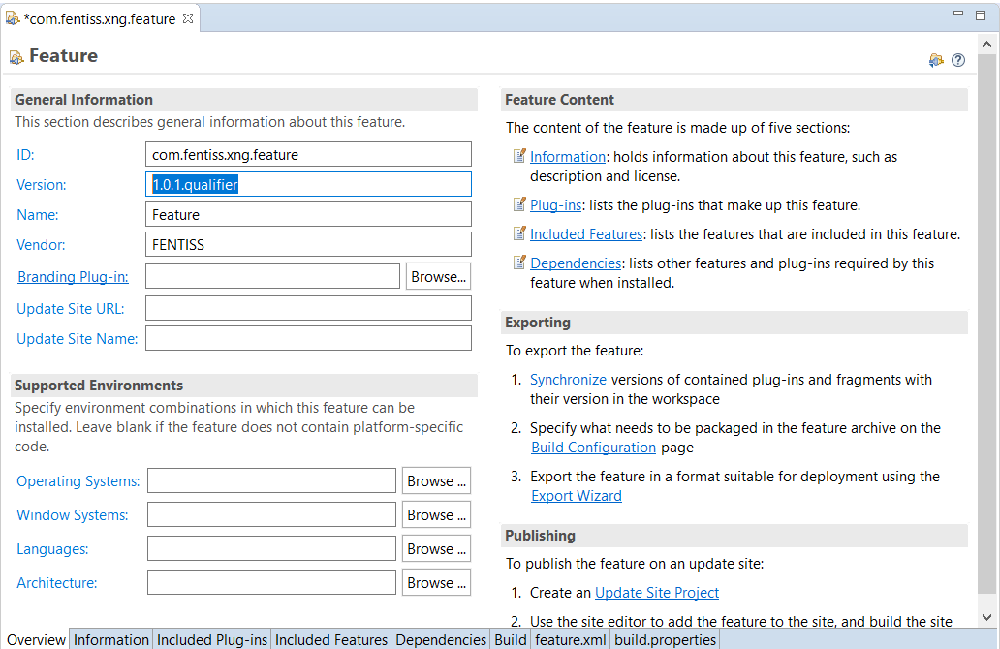 *com.fentiss.xng.feature
Feature
General Information
This section describes general information about this feature.
ID: com.fentiss.xng.feature
Version: 1.0.1.qualifier
Name: Feature
Vendor: FENTISS
Branding Plug-in: Browse...
Update Site URL:
Update Site Name:
Supported Environments
Specify environment combinations in which this feature can be
installed. Leave blank if the feature does not contain platform-specific
code.
Operating Systems: Browse ...
Window Systems: Browse ...
Languages: Browse ...
Architecture: Browse ...
Feature Content
The content of the feature is made up of five sections:
Information: holds information about this feature, such as
description and license.
Plug-ins: lists the plug-ins that make up this feature.
Included Features: lists the features that are included in this feature.
Dependencies: lists other features and plug-ins required by this
feature when installed.
Exporting
To export the feature:
1. Synchronize versions of contained plug-ins and fragments with
their version in the workspace
2. Specify what needs to be packaged in the feature archive on the
Build Configuration page
3. Export the feature in a format suitable for deployment using the
Export Wizard
Publishing
To publish the feature on an update site:
1. Create an Update Site Project
2. Use the site editor to add the feature to the site, and build the site
Overview Information Included Plug-ins Included Features Dependencies Build feature.xml build.properties